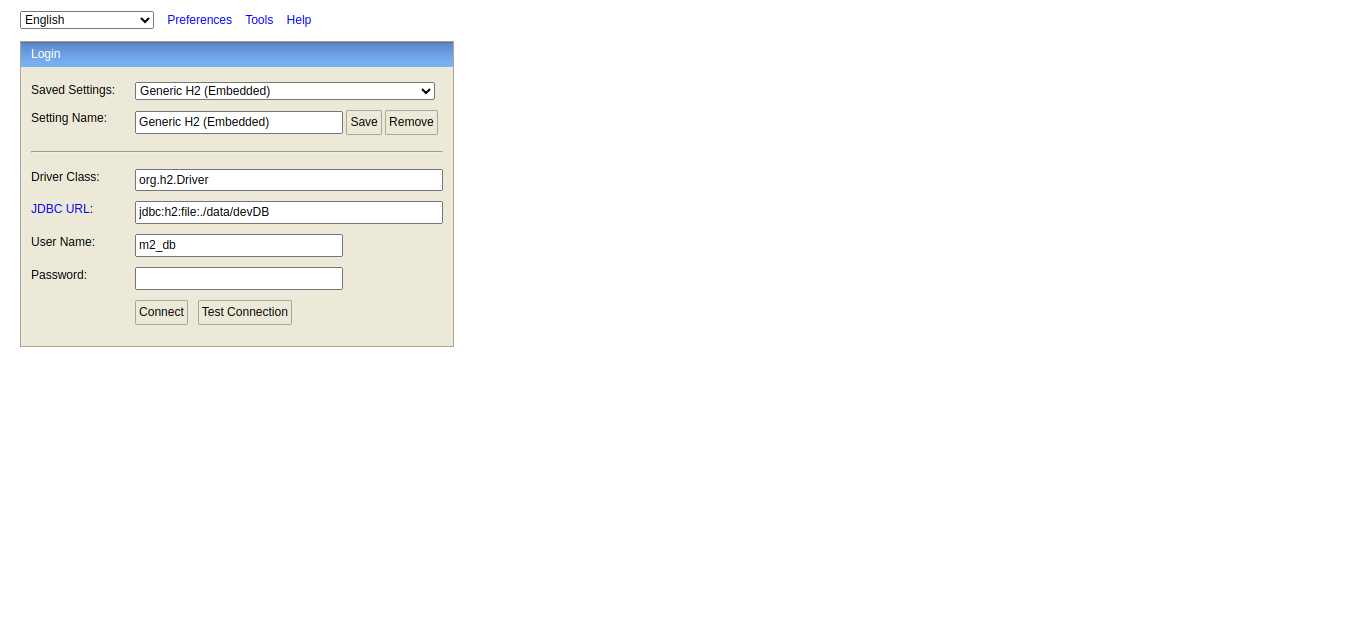 English Preferences Tools Help
Login
Saved Settings: Generic H2 (Embedded)
Setting Name: Generic H2 (Embedded) Save Remove
Driver Class: org.h2.Driver
JDBC URL: jdbc:h2:file:./data/devDB
User Name: m2_db
Password:
Connect Test Connection